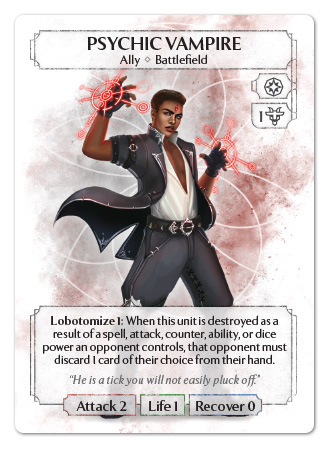 PSYCHIC VAMPIRE
Ally ◇ Battlefield
1
Lobotomize 1: When this unit is destroyed as a
result of a spell, attack, counter, ability, or dice
power an opponent controls, that opponent must
discard 1 card of their choice from their hand.
“He is a tick you will not easily pluck off.”
Attack 2 Life 1 Recover 0